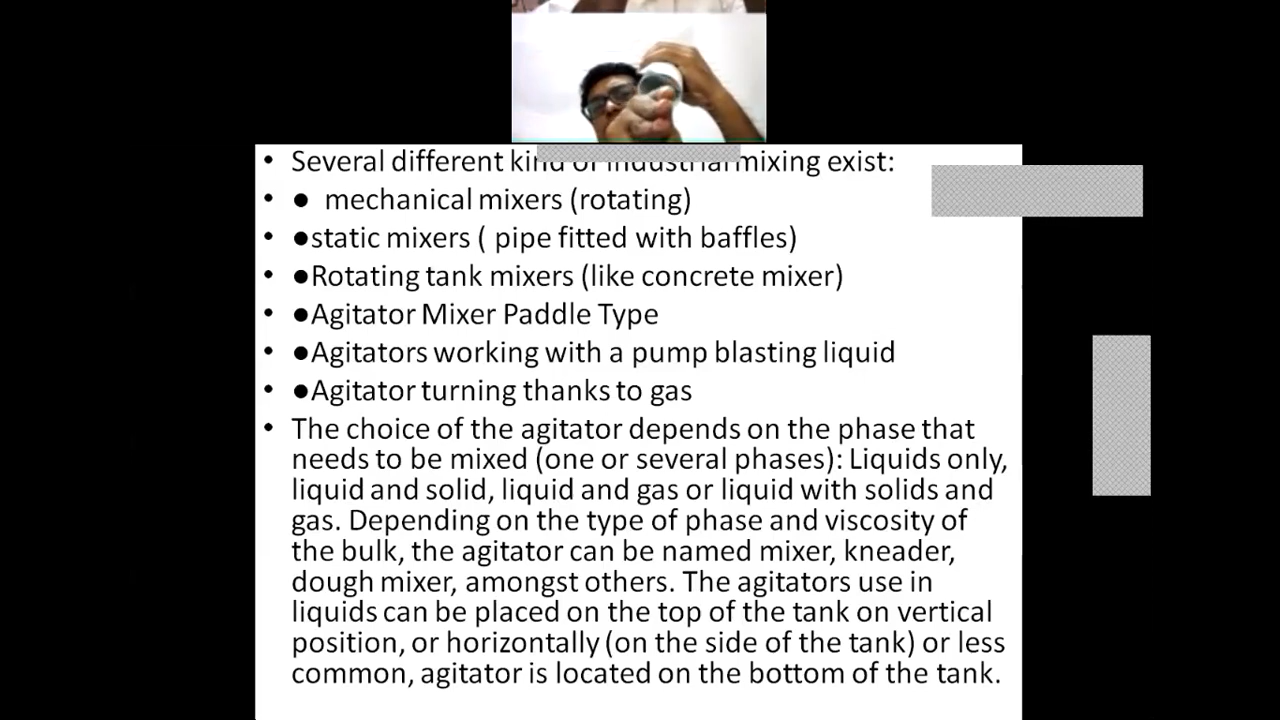 • Several different kind of industrial mixing exist:
• ● mechanical mixers (rotating)
• ●static mixers ( pipe fitted with baffles)
• ●Rotating tank mixers (like concrete mixer)
• ●Agitator Mixer Paddle Type
• ●Agitators working with a pump blasting liquid
• ●Agitator turning thanks to gas
• The choice of the agitator depends on the phase that
needs to be mixed (one or several phases): Liquids only,
liquid and solid, liquid and gas or liquid with solids and
gas. Depending on the type of phase and viscosity of
the bulk, the agitator can be named mixer, kneader,
dough mixer, amongst others. The agitators use in
liquids can be placed on the top of the tank on vertical
position, or horizontally (on the side of the tank) or less
common, agitator is located on the bottom of the tank.